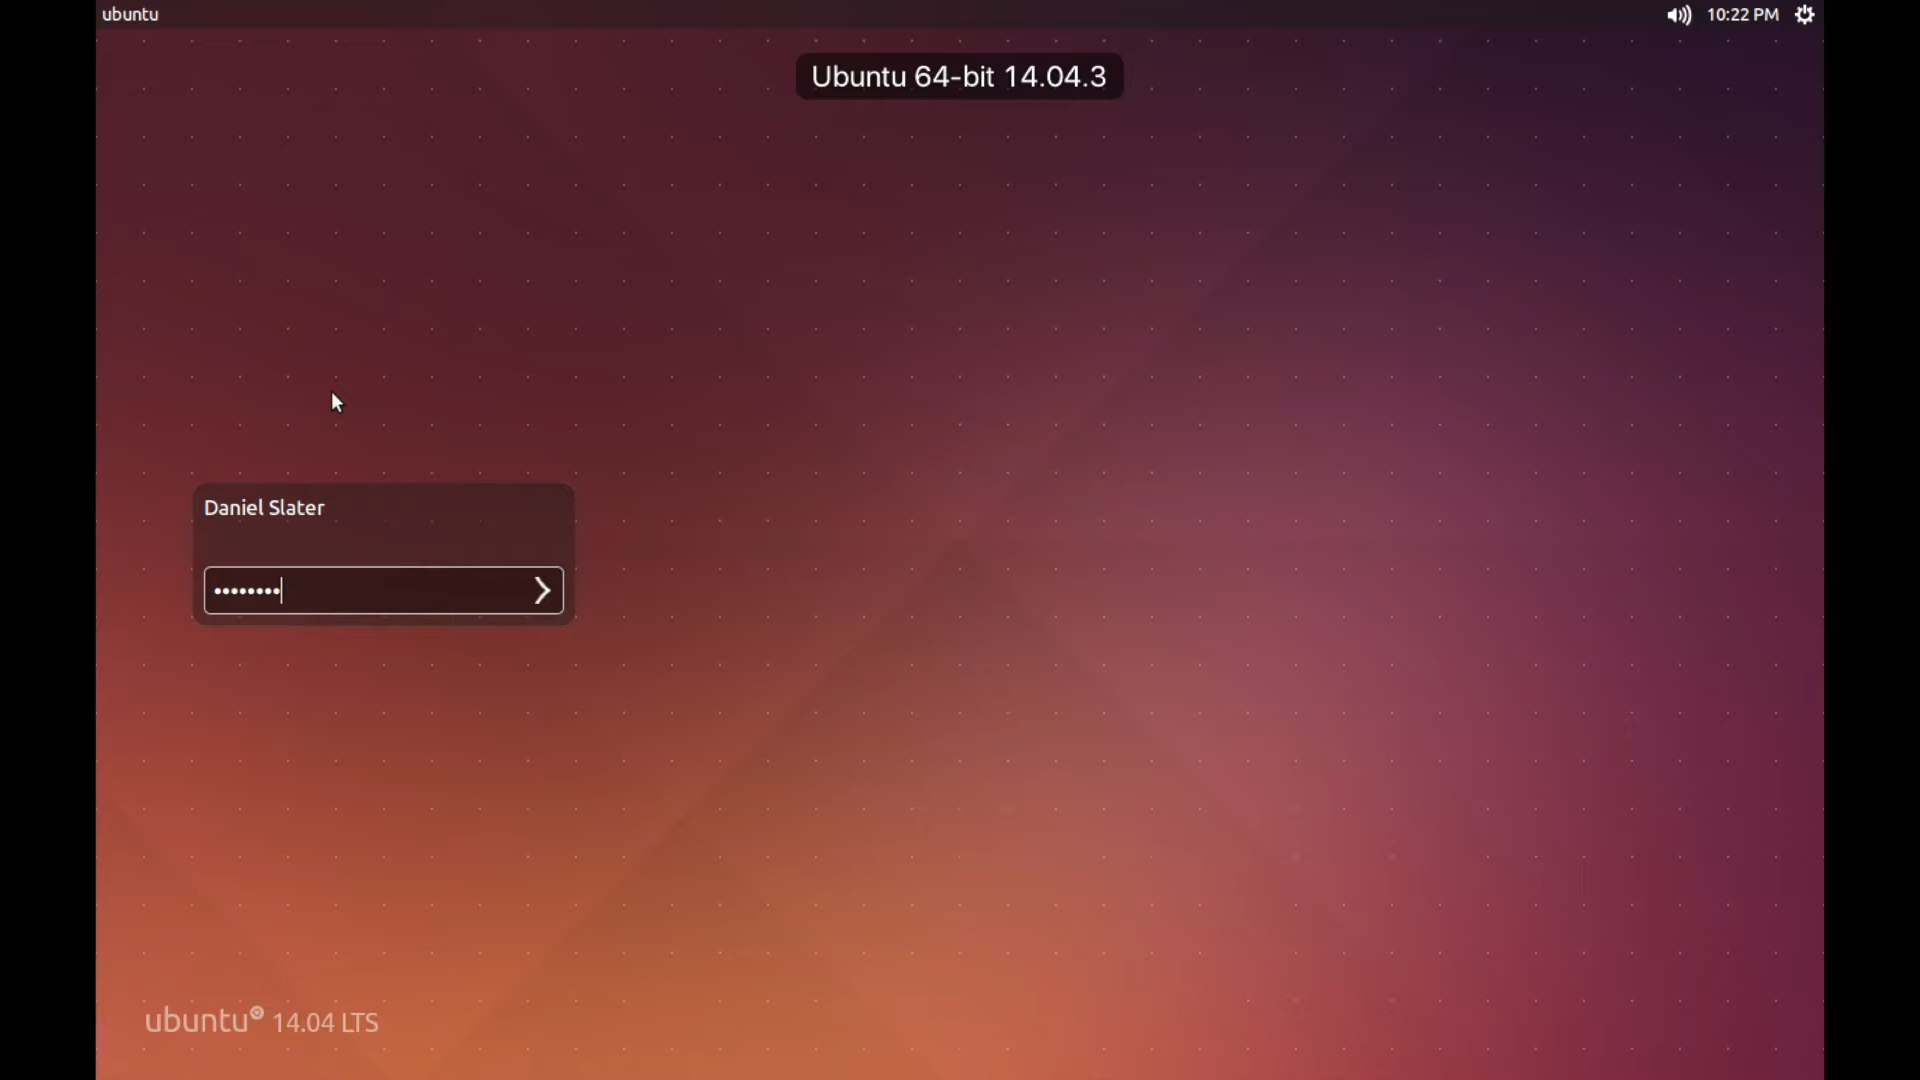 ubuntu
10:22 PM
Ubuntu 64-bit 14.04.3
Daniel Slater
••••••••
ubuntu 14.04 LTS